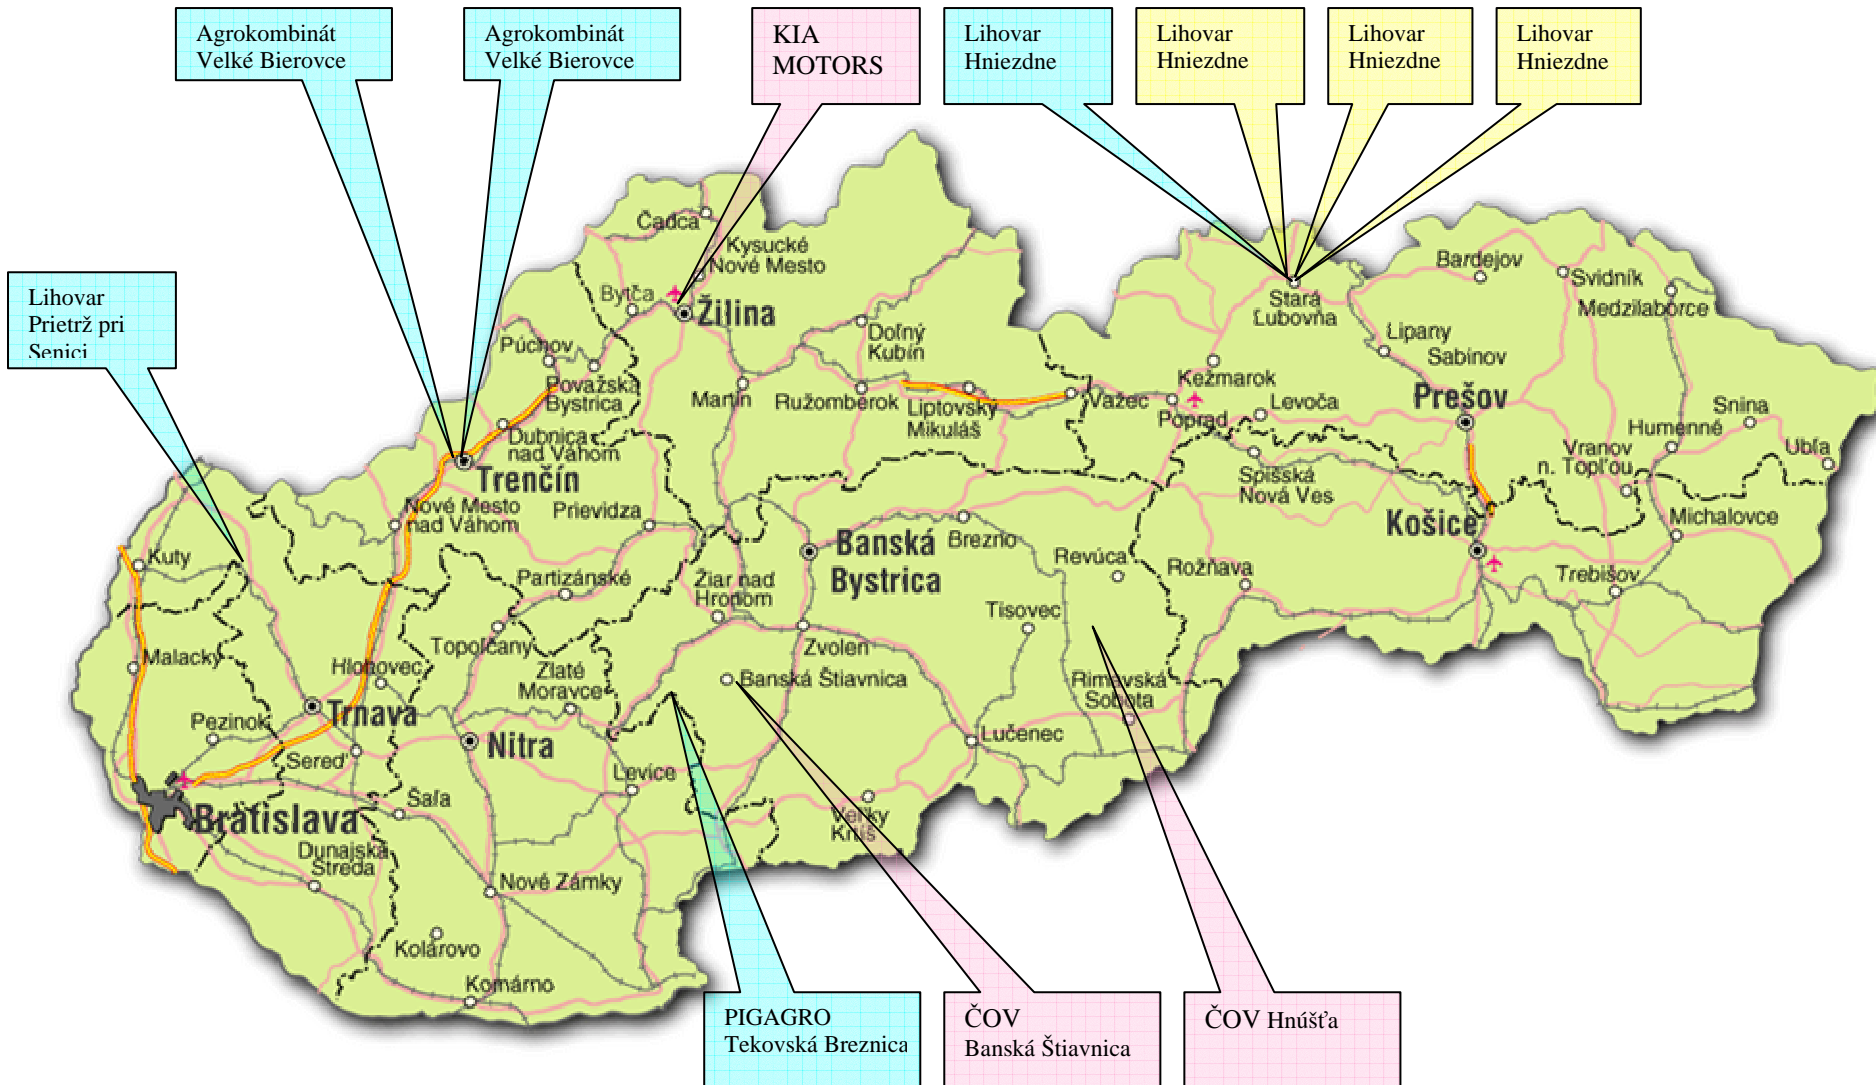 Agrokombinát
Velké Bierovce
Agrokombinát
Velké Bierovce
KIA
MOTORS
Lihovar
Hniezdne
Lihovar
Hniezdne
Lihovar
Hniezdne
Lihovar
Hniezdne
Lihovar
Prietrž pri
Senici
Čadca
Kysucké
Nové Mesto
Bytča
Žilina
Púchov
Považská
Bystrica
Dubnica
nad Váhom
Trenčín
Nové Mesto
nad Váhom
Prievidza
Martin
Dolný
Kubín
Ružomberok
Liptovský
Mikuláš
Važec
Stará
Ľubovňa
Kežmarok
Poprad
Levoča
Spišská
Nová Ves
Lipany
Sabinov
Bardejov
Svidník
Medzilaborce
Prešov
Snina
Humenné
Ubľa
Vranov
n. Topľou
Michalovce
Košice
Trebišov
Kuty
Partizánské
Žiar nad
Hronom
Banská
Bystrica
Brezno
Revúca
Rožňava
Tisovec
Malacky
Hlohovec
Topoľčany
Zlaté
Moravce
Zvolen
Banská Štiavnica
Rimavská
Sobota
Pezinok
Trnava
Nitra
Lučenec
Sereď
Levice
Bratislava
Šaľa
Veľky
Krtíš
Dunajská
Streda
Nové Zámky
Kolárovo
Komárno
PIGAGRO
Tekovská Breznica
ČOV
Banská Štiavnica
ČOV Hnúšťa